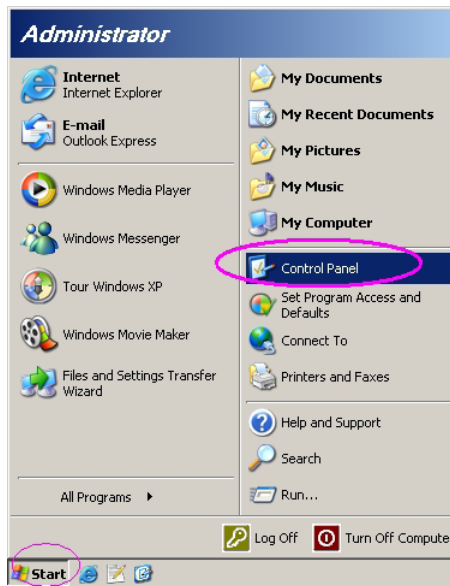 Administrator
Internet
Internet Explorer
E-mail
Outlook Express
Windows Media Player
Windows Messenger
Tour Windows XP
Windows Movie Maker
Files and Settings Transfer
Wizard
All Programs
My Documents
My Recent Documents
My Pictures
My Music
My Computer
Control Panel
Set Program Access and
Defaults
Connect To
Printers and Faxes
Help and Support
Search
Run...
Log Off
Turn Off Compute
Start